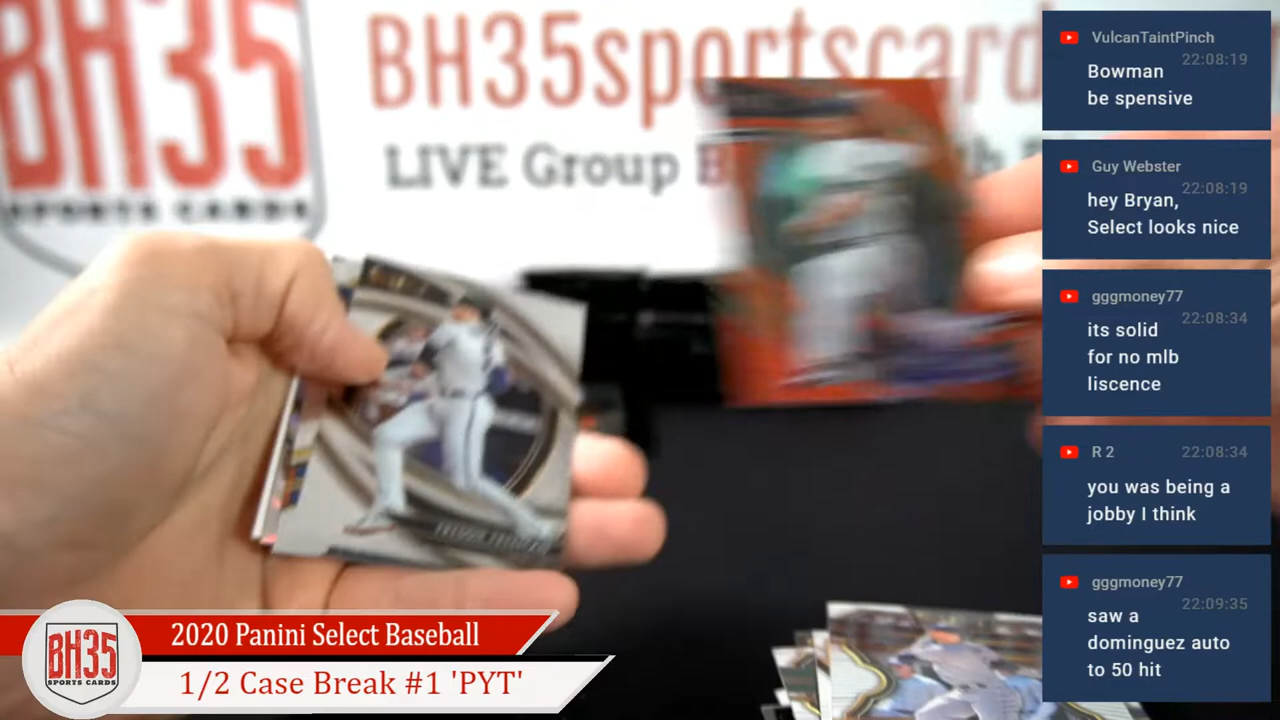 BH35
SPORTS CARDS
BH35sportscard
LIVE Group B
2020 Panini Select Baseball
1/2 Case Break #1 'PYT'
BH35
SPORTS CARDS
VulcanTaintPinch
22:08:19
Bowman
be spensive
Guy Webster
22:08:19
hey Bryan,
Select looks nice
gggmoney77
22:08:34
its solid
for no mlb
liscence
R 2
22:08:34
you was being a
jobby I think
gggmoney77
22:09:35
saw a
dominguez auto
to 50 hit